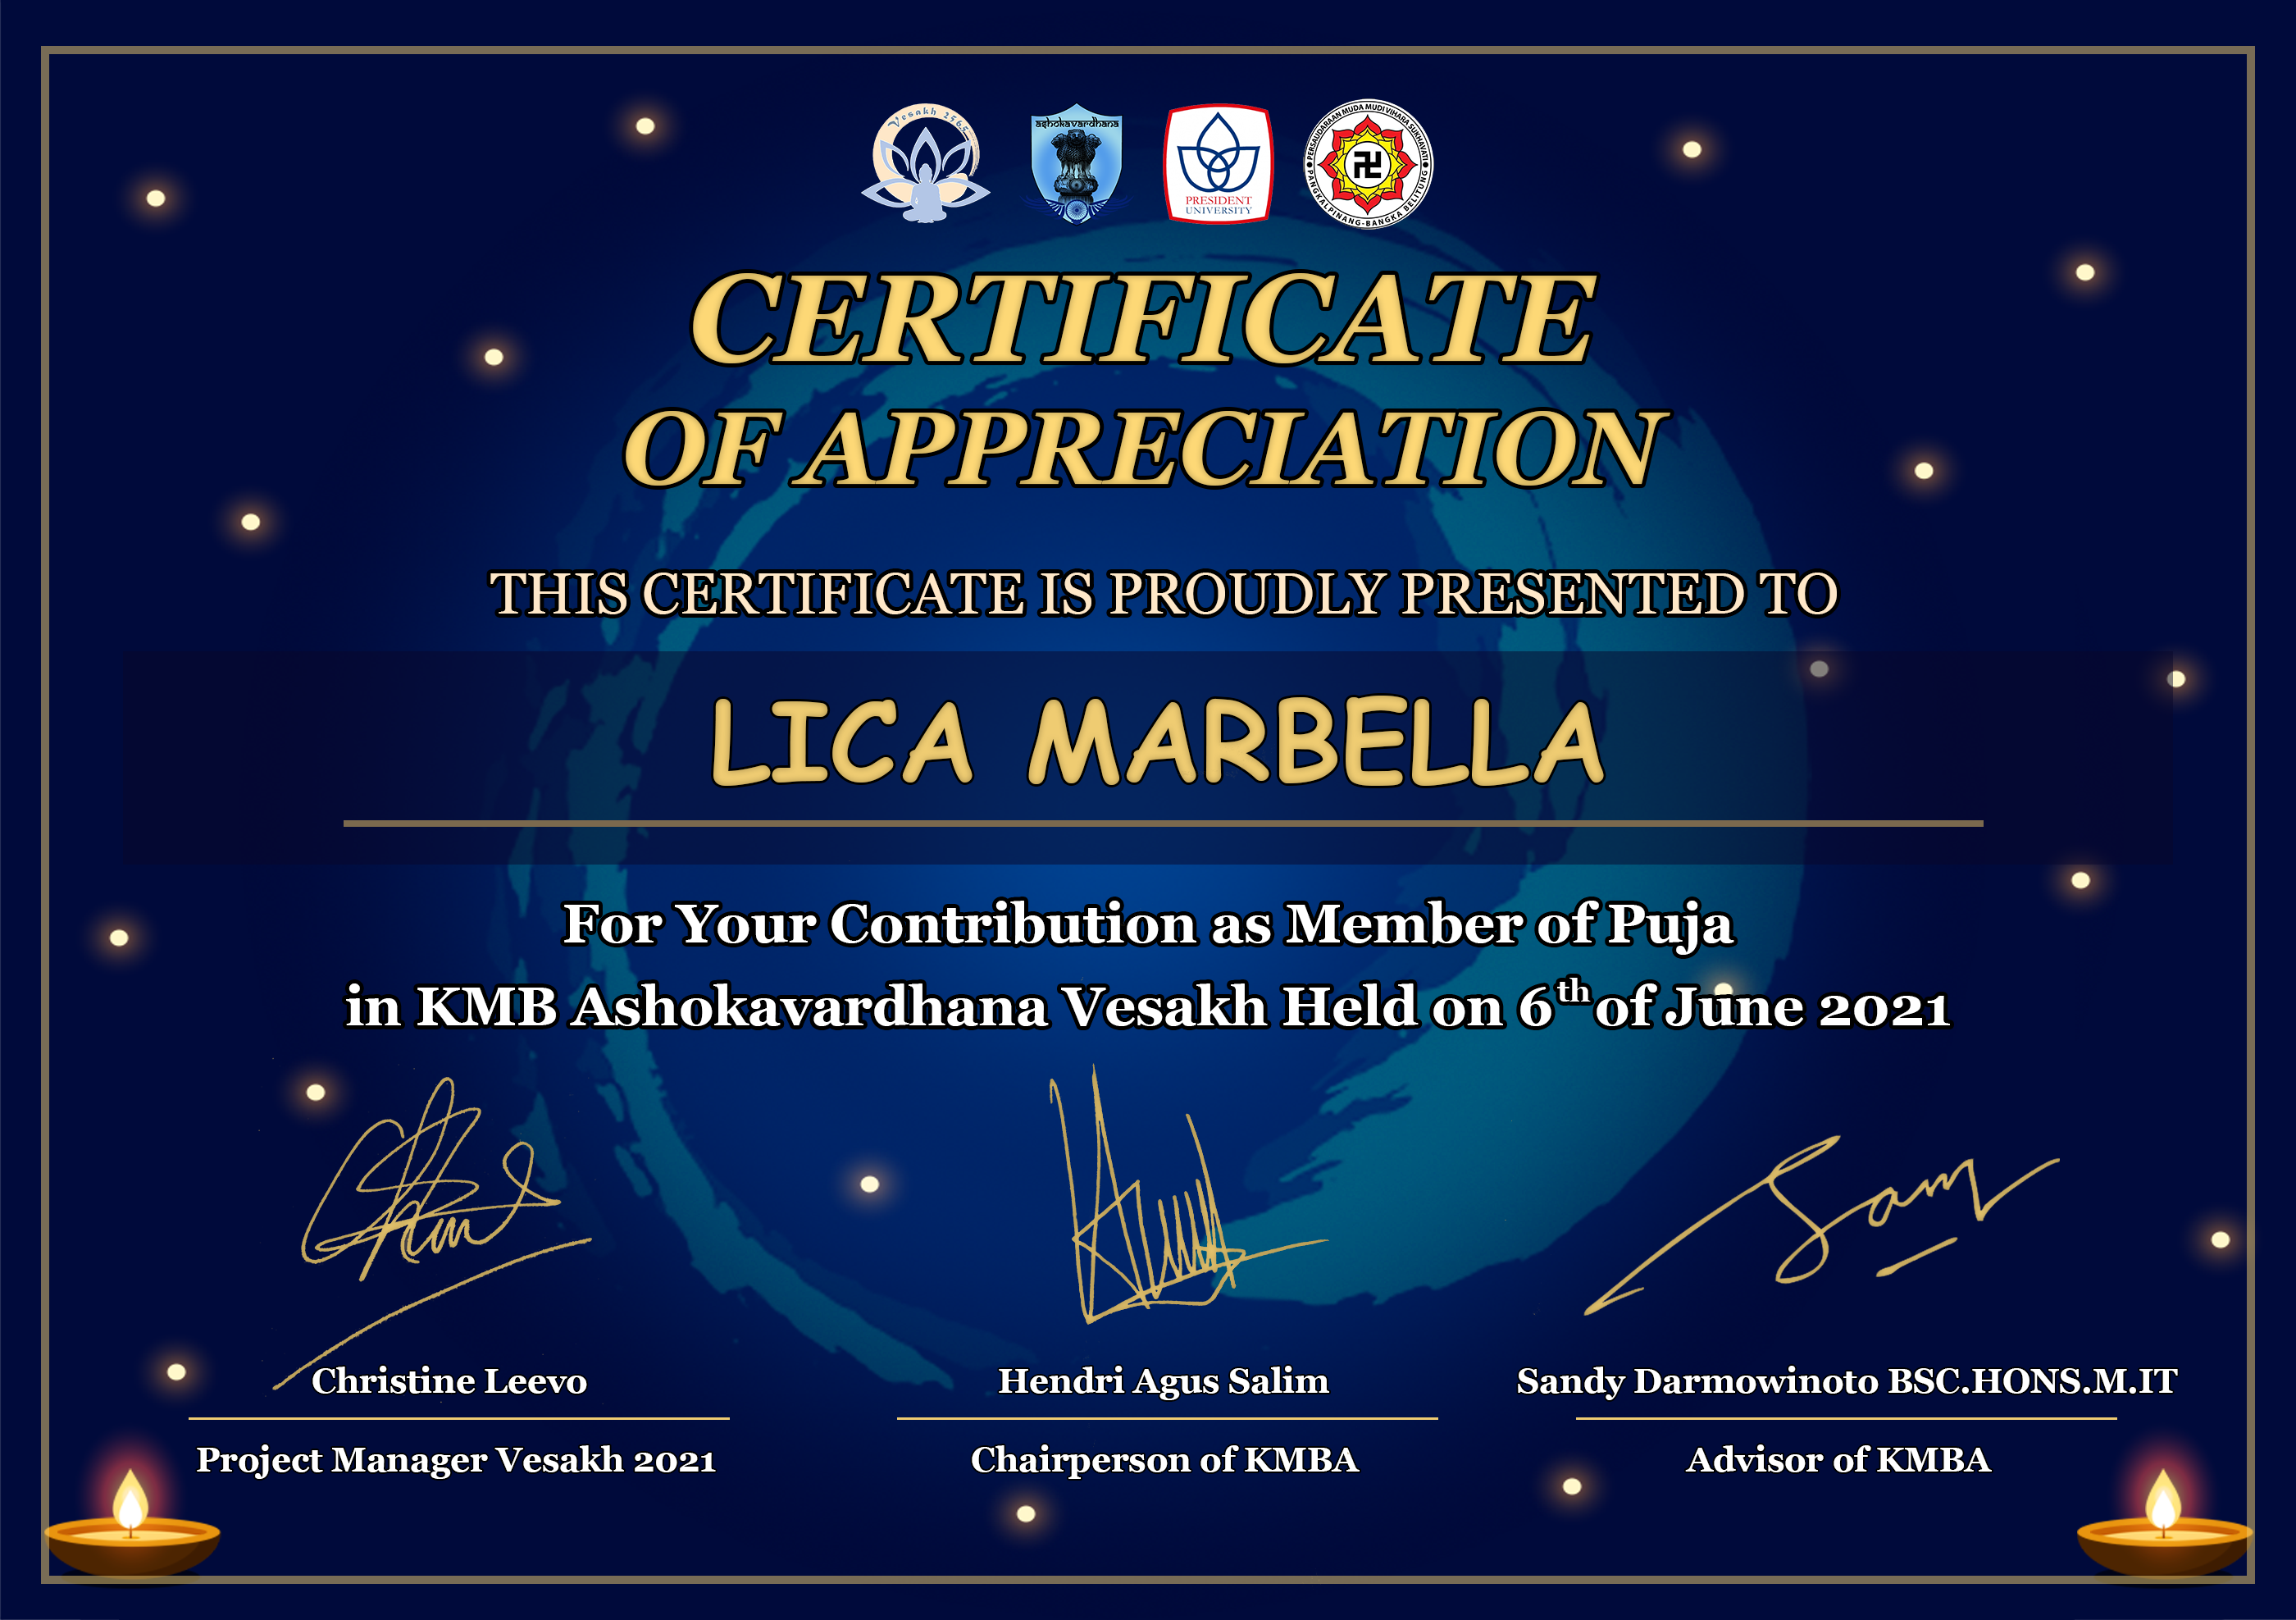 Vesakh 2565
ashokavardhana
PRESIDENT
UNIVERSITY
PERSAUDARAAN MUDA MUDI VIHARA SUKHAVATI
PANGKALPINANG-BANGKA BELITUNG
CERTIFICATE
OF APPRECIATION
THIS CERTIFICATE IS PROUDLY PRESENTED TO
LICA MARBELLA
For Your Contribution as Member of Puja
in KMB Ashokavardhana Vesakh Held on 6th of June 2021
Sam
Christine Leevo
Hendri Agus Salim
Sandy Darmowinoto BSC.HONS.M.IT
Project Manager Vesakh 2021
Chairperson of KMBA
Advisor of KMBA